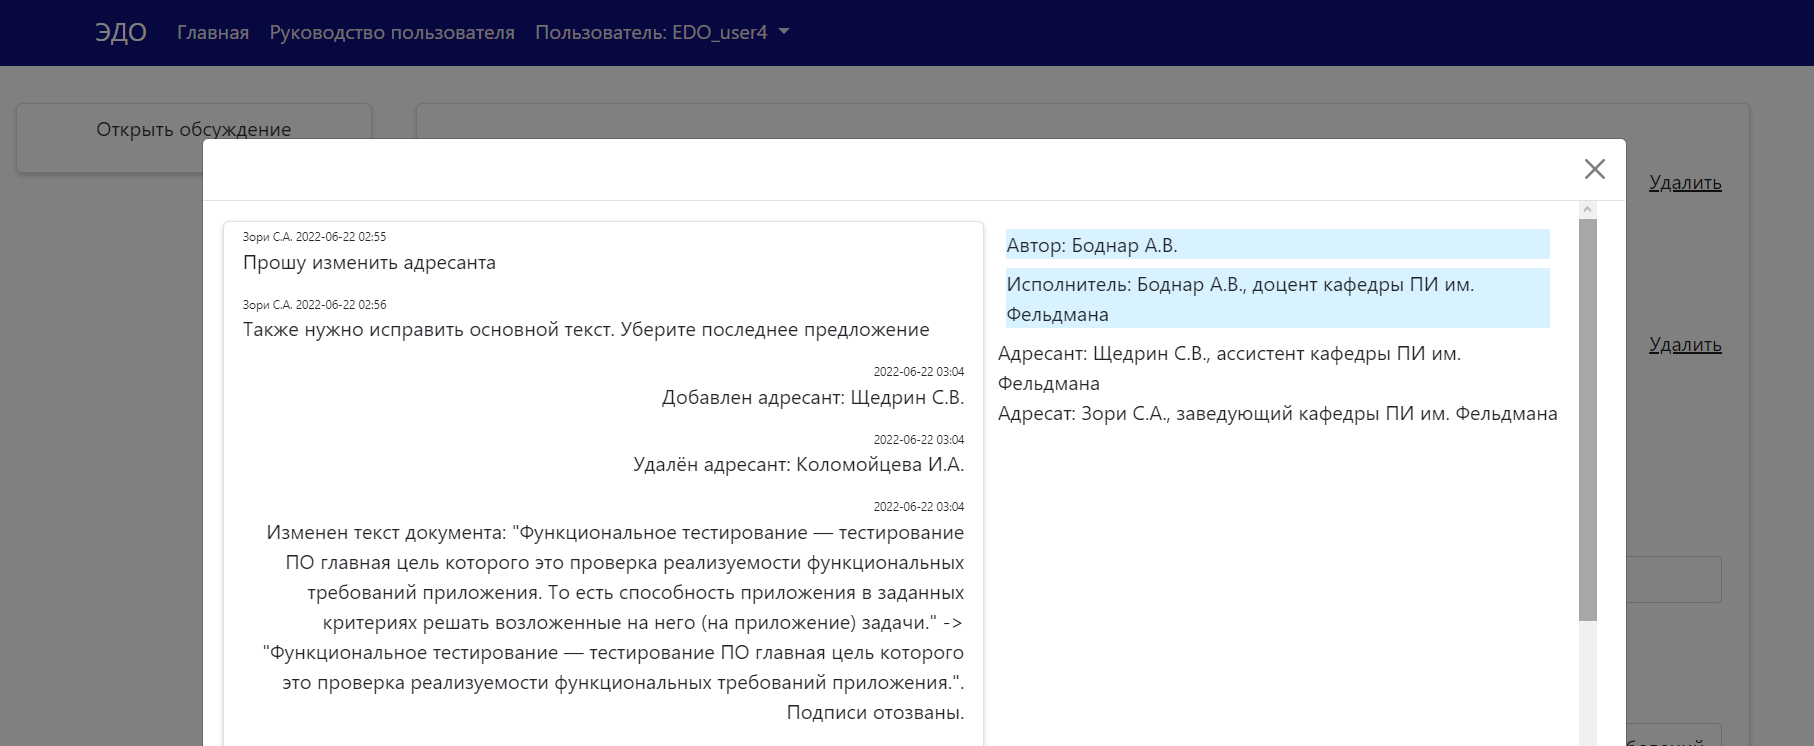 ЭДО Главная Руководство пользователя Пользователь: EDO_user4
Открыть обсуждение
Удалить
Удалить
Зори С.А. 2022-06-22 02:55
Прошу изменить адресанта
Зори С.А. 2022-06-22 02:56
Также нужно исправить основной текст. Уберите последнее предложение
2022-06-22 03:04
Добавлен адресант: Щедрин С.В.
2022-06-22 03:04
Удалён адресант: Коломойцева И.А.
2022-06-22 03:04
Изменен текст документа: "Функциональное тестирование — тестирование
ПО главная цель которого это проверка реализуемости функциональных
требований приложения. То есть способность приложения в заданных
критериях решать возложенные на него (на приложение) задачи." ->
"Функциональное тестирование — тестирование ПО главная цель которого
это проверка реализуемости функциональных требований приложения.".
Подписи отозваны.
Автор: Боднар А.В.
Исполнитель: Боднар А.В., доцент кафедры ПИ им.
Фельдмана
Адресант: Щедрин С.В., ассистент кафедры ПИ им.
Фельдмана
Адресат: Зори С.А., заведующий кафедры ПИ им. Фельдмана